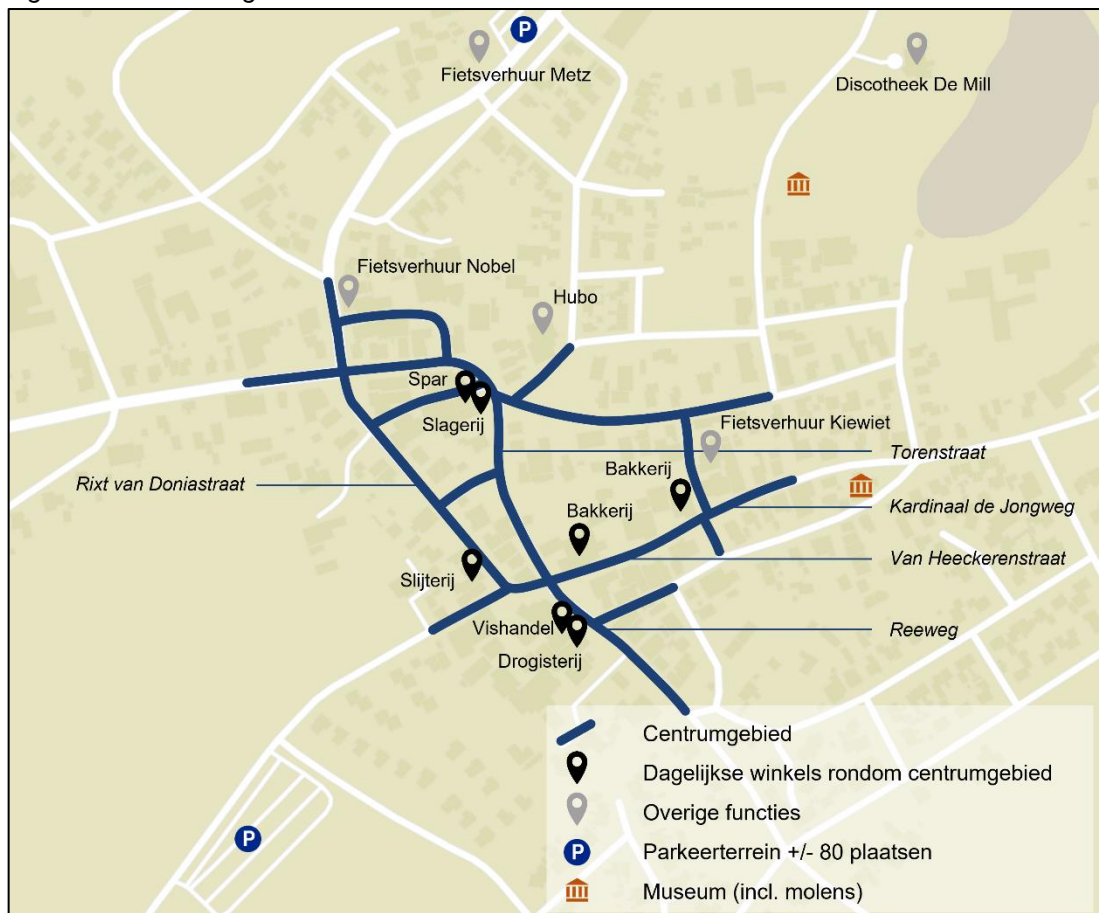 P
Fietsverhuur Metz
Discotheek De Mill
Fietsverhuur Nobel
Hubo
Spar
Slagerij
Fietsverhuur Kiewiet
Torenstraat
Bakkerij
Rixt van Doniastraat
Kardinaal de Jongweg
Bakkerij
Van Heeckerenstraat
Slijterij
Vishandel
Reeweg
Drogisterij
Centrumgebied
Dagelijkse winkels rondom centrumgebied
Overige functies
P
P Parkeerterrein +/- 80 plaatsen
Museum (incl. molens)